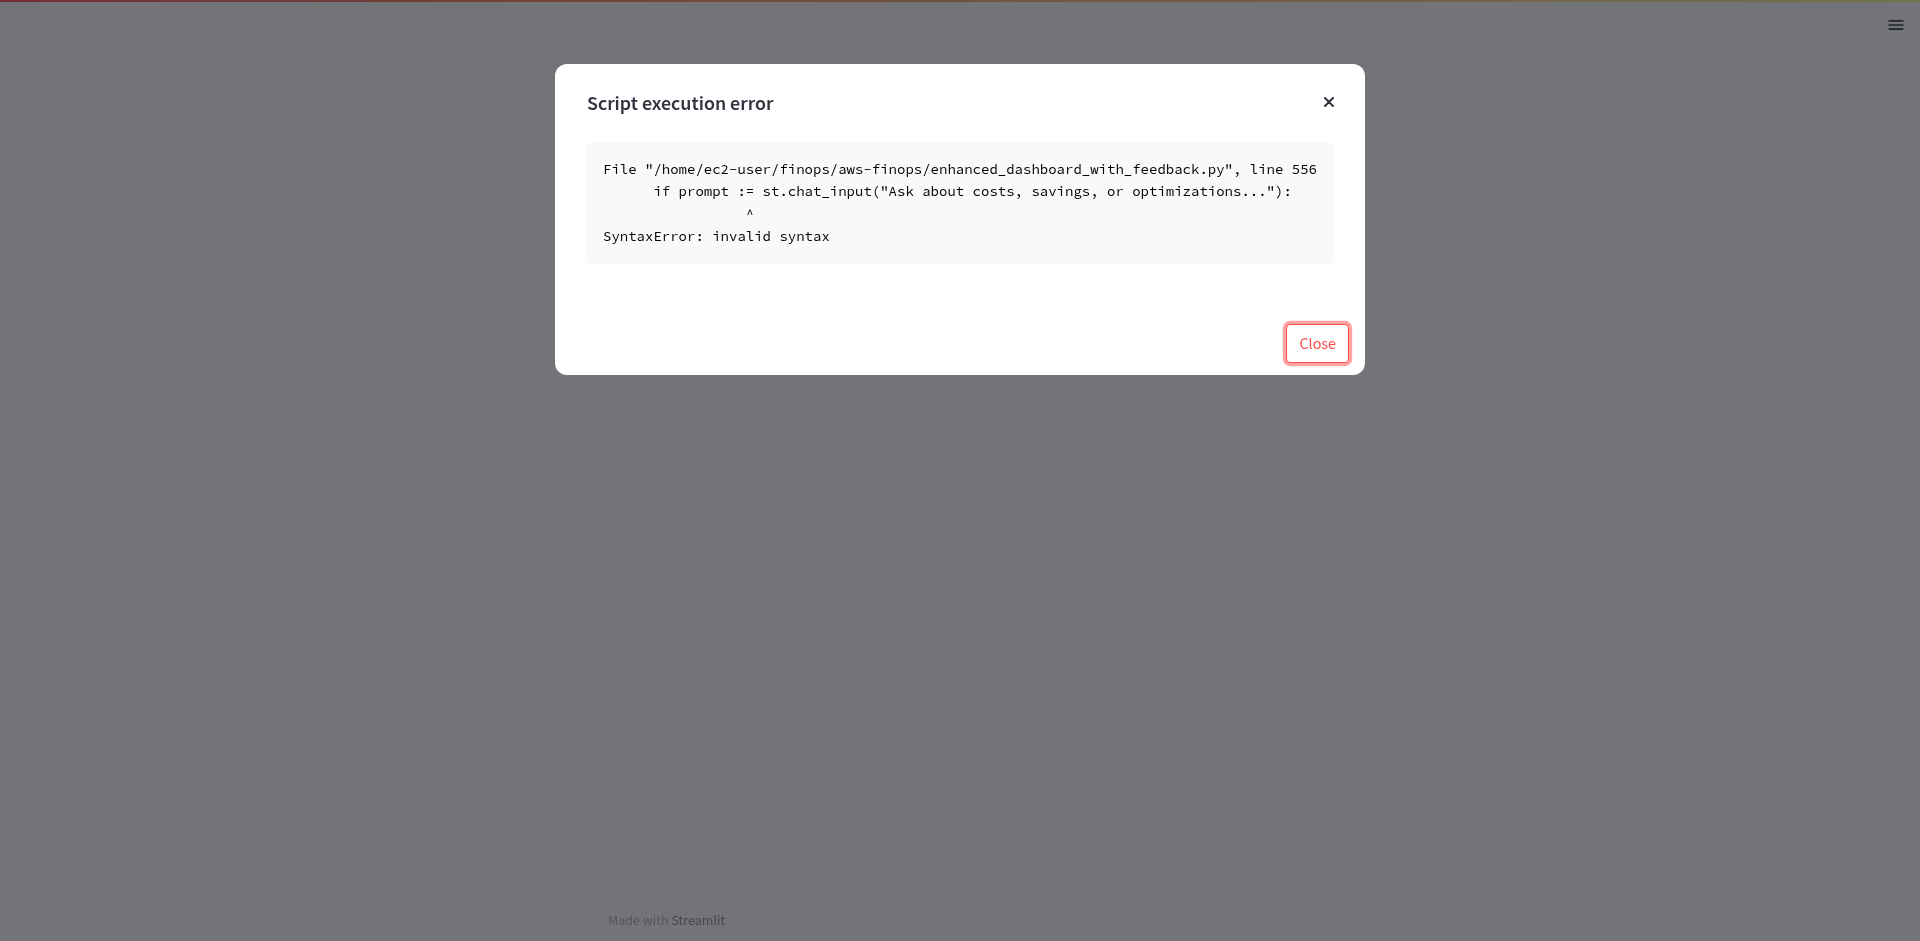 Script execution error
File "/home/ec2-user/finops/aws-finops/enhanced_dashboard_with_feedback.py", line 556
if prompt := st.chat_input("Ask about costs, savings, or optimizations..."):
^
SyntaxError: invalid syntax
Close
Made with Streamlit